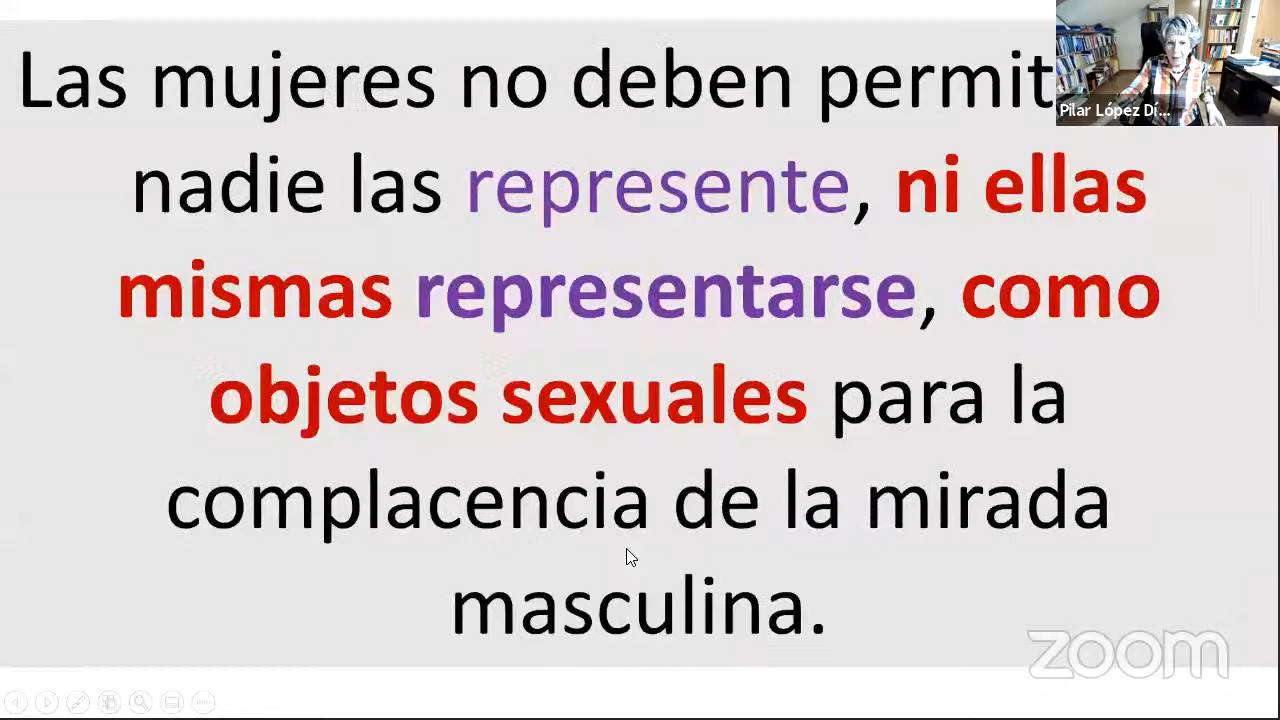 Las mujeres no deben permit
nadie las represente, ni ellas
mismas representarse, como
objetos sexuales para la
complacencia de la mirada
masculina.
Pilar López Dí...
zoom